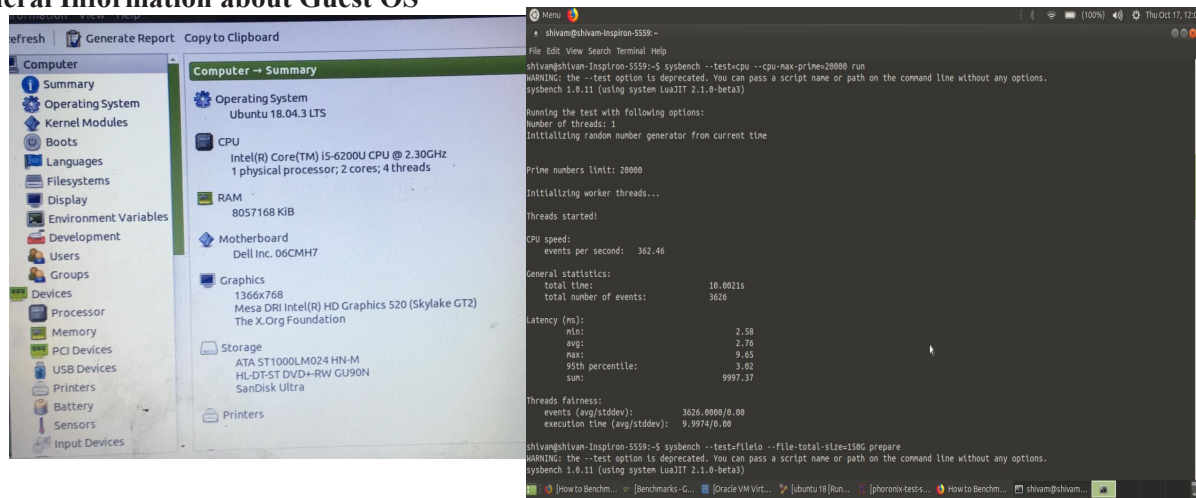 eral Information about Guest OS
Information View Help
efresh Generate Report Copy to Clipboard
Computer
Summary
Operating System
Kernel Modules
Boots
Languages
Filesystems
Display
Environment Variables
Development
Users
Groups
Devices
Processor
Memory
PCI Devices
USB Devices
Printers
Battery
Sensors
Input Devices
Computer → Summary
Operating System
Ubuntu 18.04.3 LTS
CPU
Intel(R) Core(TM) i5-6200U CPU @ 2.30GHz
1 physical processor; 2 cores; 4 threads
RAM
8057168 KiB
Motherboard
Dell Inc. 06CMH7
Graphics
1366x768
Mesa DRI Intel(R) HD Graphics 520 (Skylake GT2)
The X.Org Foundation
Storage
ATA ST1000LM024 HN-M
HL-DT-ST DVD+-RW GU90N
SanDisk Ultra
Printers
Menu (100%) Thu Oct 17, 12:0
shivam@shivam-Inspiron-5559: ~
File Edit View Search Terminal Help
shivam@shivam-Inspiron-5559:~$ sysbench --test=cpu --cpu-max-prime=20000 run
WARNING: the --test option is deprecated. You can pass a script name or path on the command line without any options.
sysbench 1.0.11 (using system LuaJIT 2.1.0-beta3)
Running the test with following options:
Number of threads: 1
Initializing random number generator from current time
Prime numbers limit: 20000
Initializing worker threads...
Threads started!
CPU speed:
events per second: 362.46
General statistics:
total time: 10.0021s
total number of events: 3626
Latency (ms):
min: 2.58
avg: 2.76
max: 9.65
95th percentile: 3.02
sum: 9997.37
Threads fairness:
events (avg/stddev): 3626.0000/0.00
execution time (avg/stddev): 9.9974/0.00
shivam@shivam-Inspiron-5559:~$ sysbench --test=fileio --file-total-size=150G prepare
WARNING: the --test option is deprecated. You can pass a script name or path on the command line without any options.
sysbench 1.0.11 (using system LuaJIT 2.1.0-beta3)
[How to Benchm... [Benchmarks - G... [Oracle VM Virt... [ubuntu 18 [Run... [phoronix-test-s... How to Benchm... shivam@shivam...